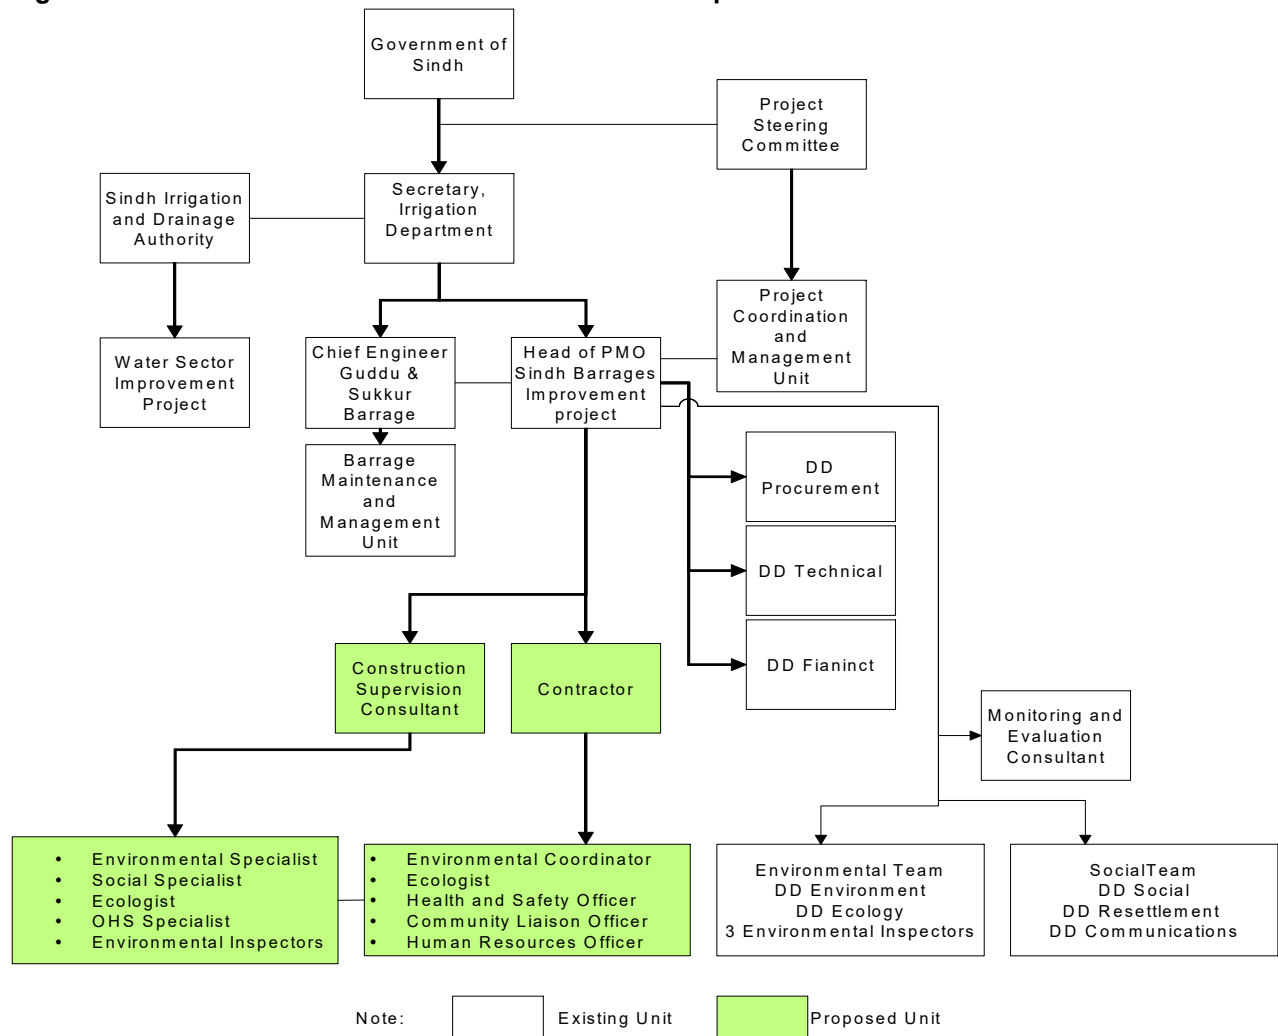 Government of
Sindh
Project
Steering
Committee
Sindh Irrigation
and Drainage
Authority
Secretary,
Irrigation
Department
Project
Coordination
and
Management
Unit
Water Sector
Improvement
Project
Chief Engineer
Guddu &
Sukkur
Barrage
Head of PMO
Sindh Barrages
Improvement
project
Barrage
Maintenance
and
Management
Unit
DD
Procurement
DD Technical
DD Fianinct
Construction
Supervision
Consultant
Contractor
Monitoring and
Evaluation
Consultant
• Environmental Specialist
• Social Specialist
• Ecologist
• OHS Specialist
• Environmental Inspectors
• Environmental Coordinator
• Ecologist
• Health and Safety Officer
• Community Liaison Officer
• Human Resources Officer
Environmental Team
DD Environment
DD Ecology
3 Environmental Inspectors
SocialTeam
DD Social
DD Resettlement
DD Communications
Note:
Existing Unit
Proposed Unit